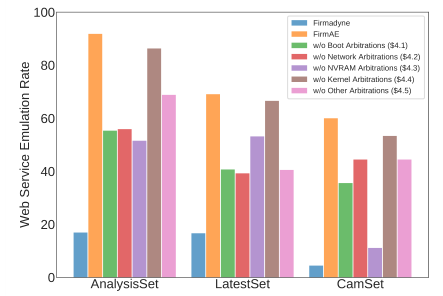 100
80
60
40
20
0
Web Service Emulation Rate
Firmadyne
FirmAE
w/o Boot Arbitrations ($4.1)
w/o Network Arbitrations ($4.2)
w/o NVRAM Arbitrations ($4.3)
w/o Kernel Arbitrations ($4.4)
w/o Other Arbitrations ($4.5)
AnalysisSet
LatestSet
CamSet